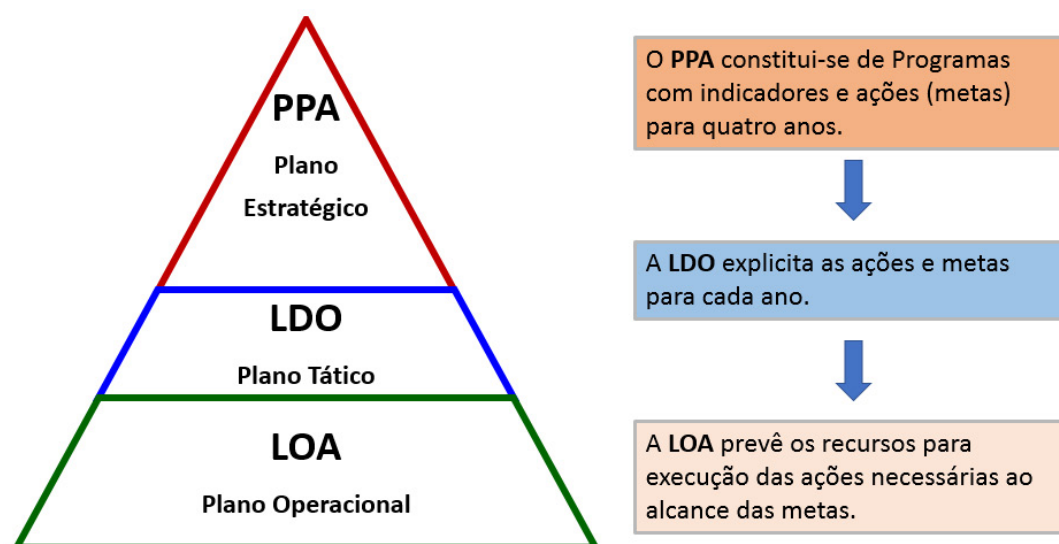 PPA
Plano
Estratégico
LDO
Plano Tático
LOA
Plano Operacional
O PPA constitui-se de Programas
com indicadores e ações (metas)
para quatro anos.
A LDO explicita as ações e metas
para cada ano.
A LOA prevê os recursos para
execução das ações necessárias ao
alcance das metas.